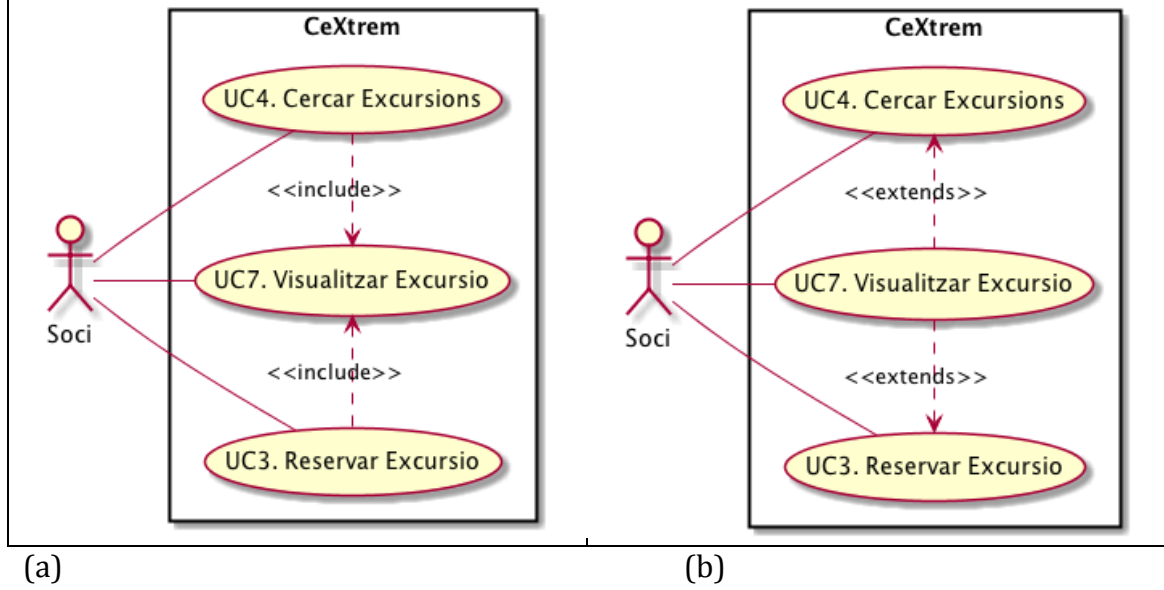 CeXtrem
UC4. Cercar Excursions
<<include>>
UC7. Visualitzar Excursio
Soci
<<include>>
UC3. Reservar Excursio
(a)
CeXtrem
UC4. Cercar Excursions
<<extends>>
UC7. Visualitzar Excursio
Soci
<<extends>>
UC3. Reservar Excursio
(b)